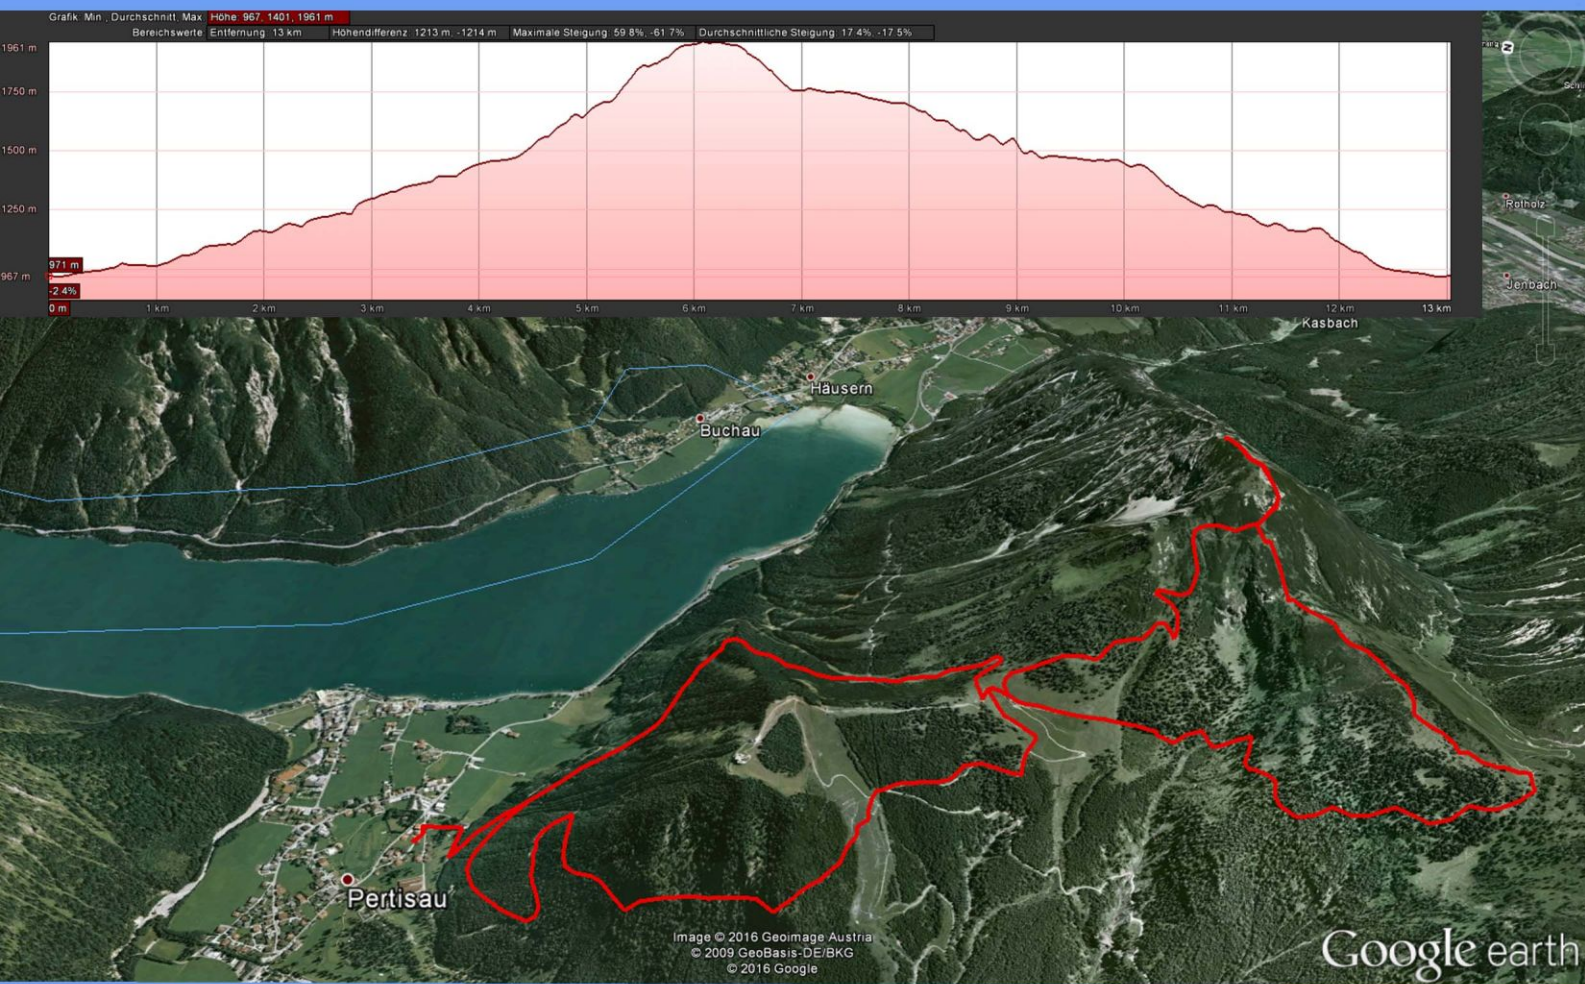 Grafik: Min., Durchschnitt, Max. Höhe: 967, 1401, 1961 m
Bereichswerte: Entfernung: 13 km Höhendifferenz: 1213 m, -1214 m Maximale Steigung: 59.8%, -61.7% Durchschnittliche Steigung: 17.4%, -17.5%
1961 m
1750 m
1500 m
1250 m
971 m
967 m
-2.4%
0 m 1 km 2 km 3 km 4 km 5 km 6 km 7 km 8 km 9 km 10 km 11 km 12 km 13 km
N
Rotholz
Jenbach
Kasbach
Häusern
Buchau
Pertisau
Image © 2016 Geoimage Austria
© 2009 GeoBasis-DE/BKG
© 2016 Google
Google earth